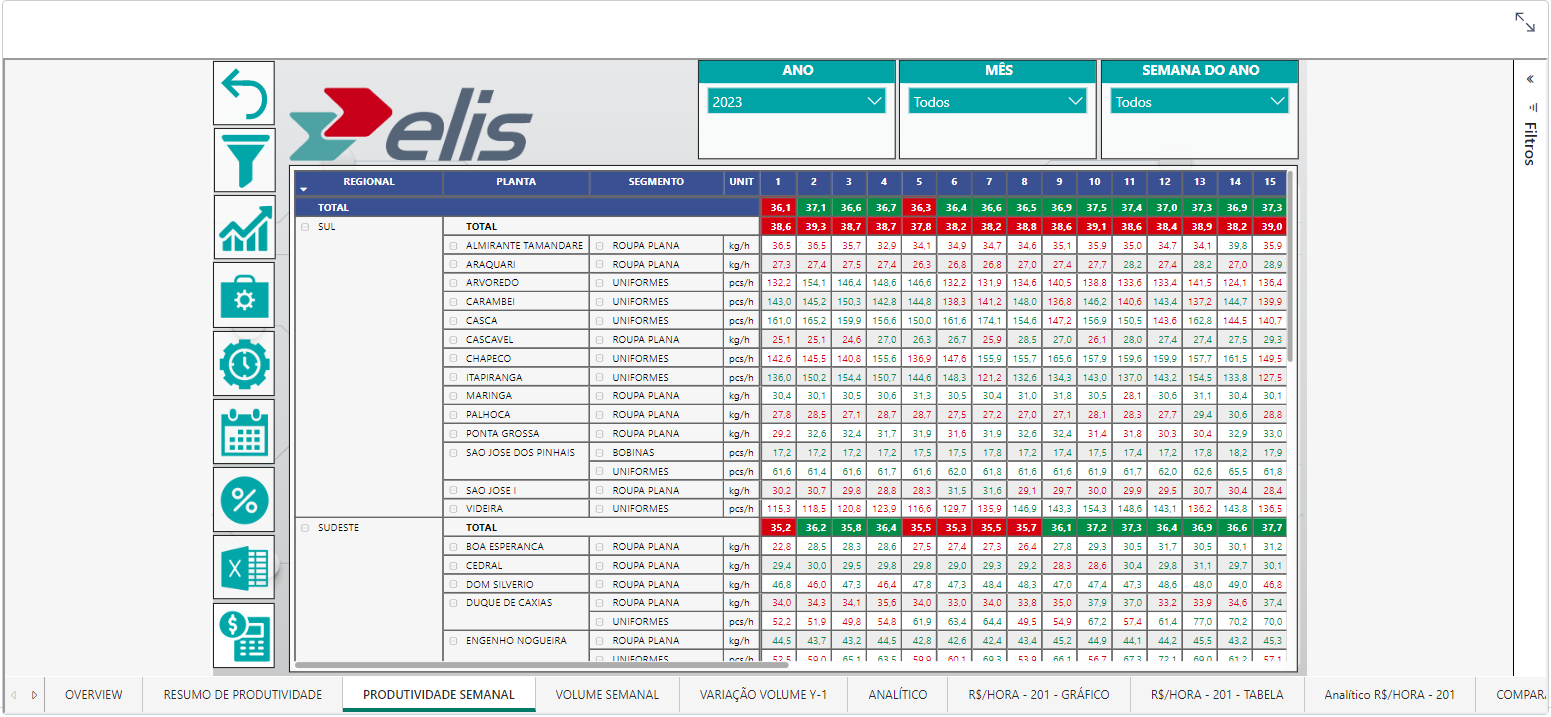 ANO MÊS SEMANA DO ANO
2023 Todos Todos
elis
Filtros
REGIONAL PLANTA SEGMENTO UNIT 1 2 3 4 5 6 7 8 9 10 11 12 13 14 15
TOTAL 36,1 37,1 36,6 36,7 36,3 36,4 36,6 36,5 36,9 37,5 37,4 37,0 37,3 36,9 37,3
SUL TOTAL 38,6 39,3 38,7 38,7 37,8 38,2 38,2 38,8 38,6 39,1 38,6 38,4 38,9 38,2 39,0
ALMIRANTE TAMANDARE ROUPA PLANA kg/h 36,5 36,5 35,7 32,9 34,1 34,9 34,7 34,6 35,1 35,9 35,0 34,7 34,1 39,8 35,9
ARAQUARI ROUPA PLANA kg/h 27,3 27,4 27,5 27,4 26,3 26,8 26,8 27,0 27,4 27,7 28,2 27,4 28,2 27,0 28,9
ARVOREDO UNIFORMES pcs/h 132,2 154,1 146,4 148,6 146,6 132,2 131,9 134,6 140,5 138,8 133,6 133,4 141,5 124,1 136,4
CARAMBEI UNIFORMES pcs/h 143,0 145,2 150,3 142,8 144,8 138,3 141,2 148,0 136,8 146,2 140,6 143,4 137,2 144,7 139,9
CASCA UNIFORMES pcs/h 161,0 165,2 159,9 156,6 150,0 161,6 174,1 154,6 147,2 156,9 150,5 143,6 162,8 144,5 140,7
CASCAVEL ROUPA PLANA kg/h 25,1 25,1 24,6 27,0 26,3 26,7 25,9 28,5 27,0 26,1 28,0 27,4 27,4 27,5 29,3
CHAPECO UNIFORMES pcs/h 142,6 145,5 140,8 155,6 136,9 147,6 155,9 155,7 165,6 157,9 159,6 159,9 157,7 161,5 149,5
ITAPIRANGA UNIFORMES pcs/h 136,0 150,2 154,4 150,7 144,6 148,3 121,2 132,6 134,3 143,0 137,0 143,2 154,5 133,8 127,5
MARINGA ROUPA PLANA kg/h 30,4 30,1 30,5 30,6 31,3 30,5 30,4 31,0 31,8 30,5 28,1 30,6 31,1 30,4 30,1
PALHOCA ROUPA PLANA kg/h 27,8 28,5 27,1 28,7 28,7 27,5 27,2 27,0 27,1 28,1 28,3 27,7 29,4 30,6 28,8
PONTA GROSSA ROUPA PLANA kg/h 29,2 32,6 32,4 31,7 31,9 31,6 31,9 32,6 32,4 31,4 31,8 30,3 30,4 32,9 33,0
SAO JOSE DOS PINHAIS BOBINAS pcs/h 17,2 17,2 17,2 17,2 17,5 17,5 17,8 17,2 17,4 17,5 17,4 17,2 17,8 18,2 17,9
UNIFORMES pcs/h 61,6 61,4 61,6 61,7 61,6 62,0 61,8 61,6 61,6 61,9 61,7 62,0 62,6 65,5 61,8
SAO JOSE I ROUPA PLANA kg/h 30,2 30,7 29,8 28,8 28,3 31,5 31,6 29,1 29,7 30,0 29,9 29,5 30,7 30,4 28,4
VIDEIRA UNIFORMES pcs/h 115,3 118,5 120,8 123,9 116,6 129,7 135,9 146,9 143,3 154,3 148,6 143,1 136,2 143,8 136,5
SUDESTE TOTAL 35,2 36,2 35,8 36,4 35,5 35,3 35,5 35,7 36,1 37,2 37,3 36,4 36,9 36,6 37,7
BOA ESPERANCA ROUPA PLANA kg/h 22,8 28,5 28,3 28,6 27,5 27,4 27,3 26,4 27,8 29,3 30,5 31,7 30,5 30,1 31,2
CEDRAL ROUPA PLANA kg/h 29,4 30,0 29,5 29,8 29,8 29,0 29,3 29,2 28,3 28,6 30,4 29,8 31,1 29,7 30,1
DOM SILVERIO ROUPA PLANA kg/h 46,8 46,0 47,3 46,4 47,8 47,3 48,4 48,3 47,0 47,4 47,3 48,6 48,0 49,0 46,8
DUQUE DE CAXIAS ROUPA PLANA kg/h 34,0 34,3 34,1 35,6 34,0 33,0 34,0 33,8 35,0 37,9 37,0 33,2 33,9 34,6 37,4
UNIFORMES pcs/h 52,2 51,9 49,8 54,8 61,9 63,4 64,4 49,5 54,9 67,2 57,4 61,4 77,0 70,2 70,0
ENGENHO NOGUEIRA ROUPA PLANA kg/h 44,5 43,7 43,2 44,5 42,8 42,6 42,4 43,4 45,2 44,9 44,1 44,2 45,5 43,2 45,3
UNIFORMES pcs/h 52,5 59,0 65,1 63,5 59,9 60,1 69,3 53,9 66,1 56,7 67,3 72,1 69,0 61,2 57,1
OVERVIEW RESUMO DE PRODUTIVIDADE PRODUTIVIDADE SEMANAL VOLUME SEMANAL VARIAÇÃO VOLUME Y-1 ANALÍTICO R$/HORA - 201 - GRÁFICO R$/HORA - 201 - TABELA Analítico R$/HORA - 201 COMPARA